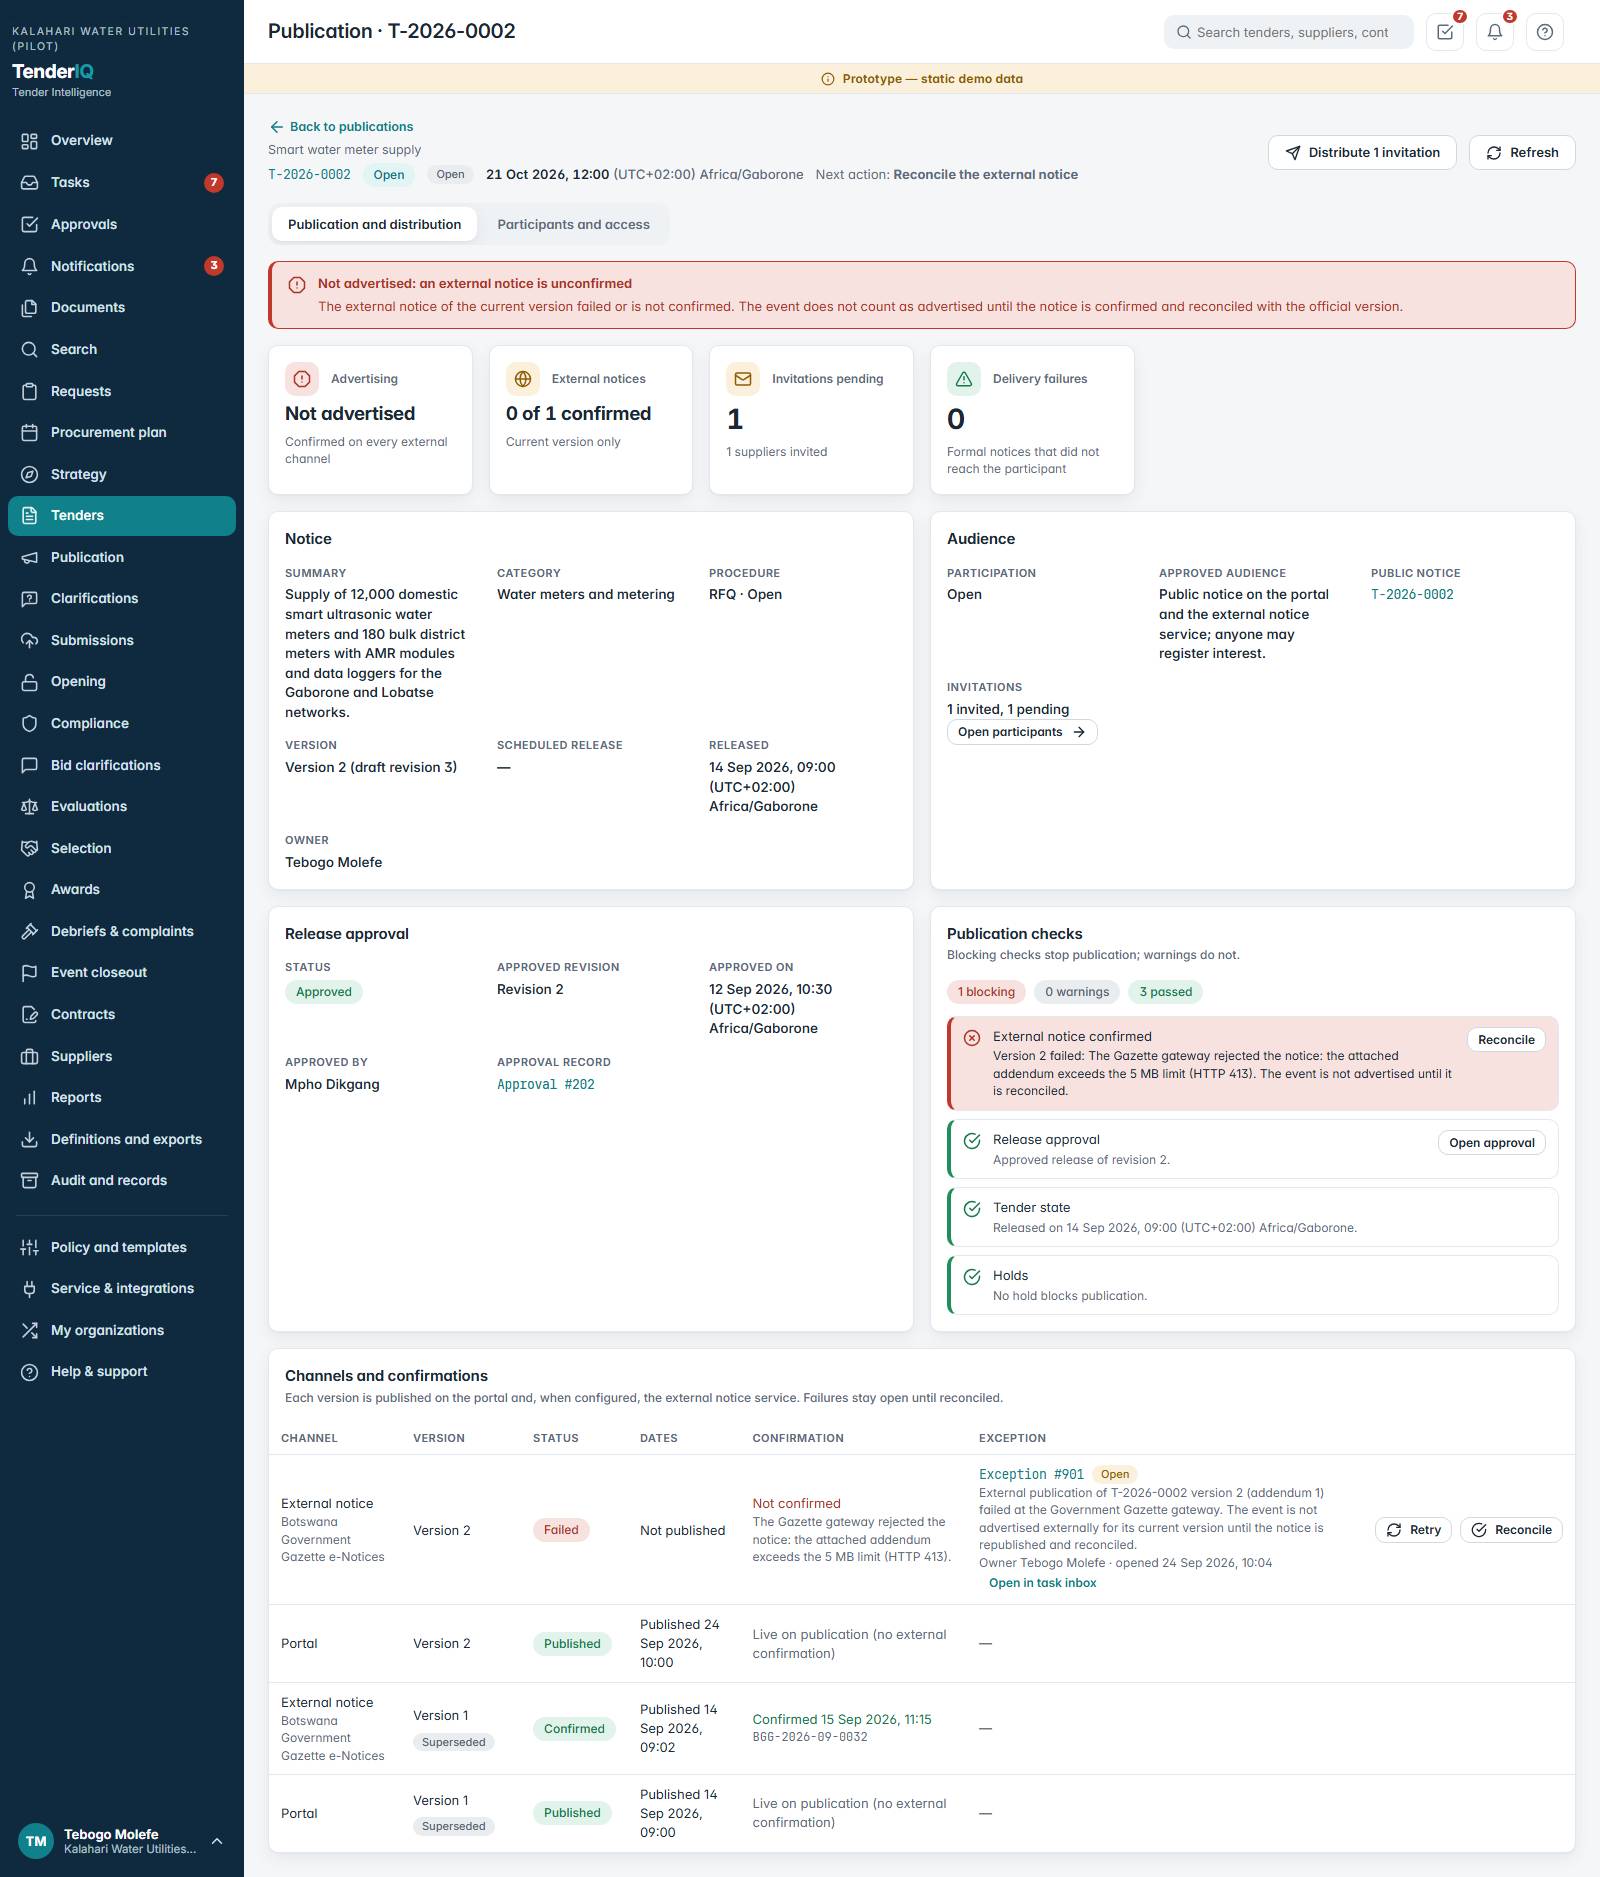 KALAHARI WATER UTILITIES
(PILOT)
TenderIQ
Tender Intelligence
Overview
Tasks 7
Approvals
Notifications 3
Documents
Search
Requests
Procurement plan
Strategy
Tenders
Publication
Clarifications
Submissions
Opening
Compliance
Bid clarifications
Evaluations
Selection
Awards
Debriefs & complaints
Event closeout
Contracts
Suppliers
Reports
Definitions and exports
Audit and records
Policy and templates
Service & integrations
My organizations
Help & support
TM
Tebogo Molefe
Kalahari Water Utilities...
Publication · T-2026-0002
Search tenders, suppliers, cont
7
3
Prototype — static demo data
Back to publications
Smart water meter supply
T-2026-0002 Open Open 21 Oct 2026, 12:00 (UTC+02:00) Africa/Gaborone Next action: Reconcile the external notice
Distribute 1 invitation
Refresh
Publication and distribution
Participants and access
Not advertised: an external notice is unconfirmed
The external notice of the current version failed or is not confirmed. The event does not count as advertised until the notice is confirmed and reconciled with the official version.
Advertising
Not advertised
Confirmed on every external
channel
External notices
0 of 1 confirmed
Current version only
Invitations pending
1
1 suppliers invited
Delivery failures
0
Formal notices that did not
reach the participant
Notice
SUMMARY
Supply of 12,000 domestic
smart ultrasonic water
meters and 180 bulk district
meters with AMR modules
and data loggers for the
Gaborone and Lobatse
networks.
CATEGORY
Water meters and metering
PROCEDURE
RFQ · Open
VERSION
Version 2 (draft revision 3)
SCHEDULED RELEASE
—
RELEASED
14 Sep 2026, 09:00
(UTC+02:00)
Africa/Gaborone
OWNER
Tebogo Molefe
Audience
PARTICIPATION
Open
APPROVED AUDIENCE
Public notice on the portal
and the external notice
service; anyone may
register interest.
PUBLIC NOTICE
T-2026-0002
INVITATIONS
1 invited, 1 pending
Open participants
Release approval
STATUS
Approved
APPROVED REVISION
Revision 2
APPROVED ON
12 Sep 2026, 10:30
(UTC+02:00)
Africa/Gaborone
APPROVED BY
Mpho Dikgang
APPROVAL RECORD
Approval #202
Publication checks
Blocking checks stop publication; warnings do not.
1 blocking
0 warnings
3 passed
External notice confirmed
Version 2 failed: The Gazette gateway rejected the notice: the attached
addendum exceeds the 5 MB limit (HTTP 413). The event is not advertised until it
is reconciled.
Reconcile
Release approval
Approved release of revision 2.
Open approval
Tender state
Released on 14 Sep 2026, 09:00 (UTC+02:00) Africa/Gaborone.
Holds
No hold blocks publication.
Channels and confirmations
Each version is published on the portal and, when configured, the external notice service. Failures stay open until reconciled.
CHANNEL VERSION STATUS DATES CONFIRMATION EXCEPTION
External notice
Botswana
Government
Gazette e-Notices
Version 2
Failed
Not published
Not confirmed
The Gazette gateway rejected the
notice: the attached addendum
exceeds the 5 MB limit (HTTP 413).
Exception #901 Open
External publication of T-2026-0002 version 2 (addendum 1)
failed at the Government Gazette gateway. The event is not
advertised externally for its current version until the notice is
republished and reconciled.
Owner Tebogo Molefe · opened 24 Sep 2026, 10:04
Open in task inbox
Retry
Reconcile
Portal
Version 2
Published
Published 24
Sep 2026,
10:00
Live on publication (no external
confirmation)
—
External notice
Botswana
Government
Gazette e-Notices
Version 1
Superseded
Confirmed
Published 14
Sep 2026,
09:02
Confirmed 15 Sep 2026, 11:15
BGG-2026-09-0032
—
Portal
Version 1
Superseded
Published
Published 14
Sep 2026,
09:00
Live on publication (no external
confirmation)
—